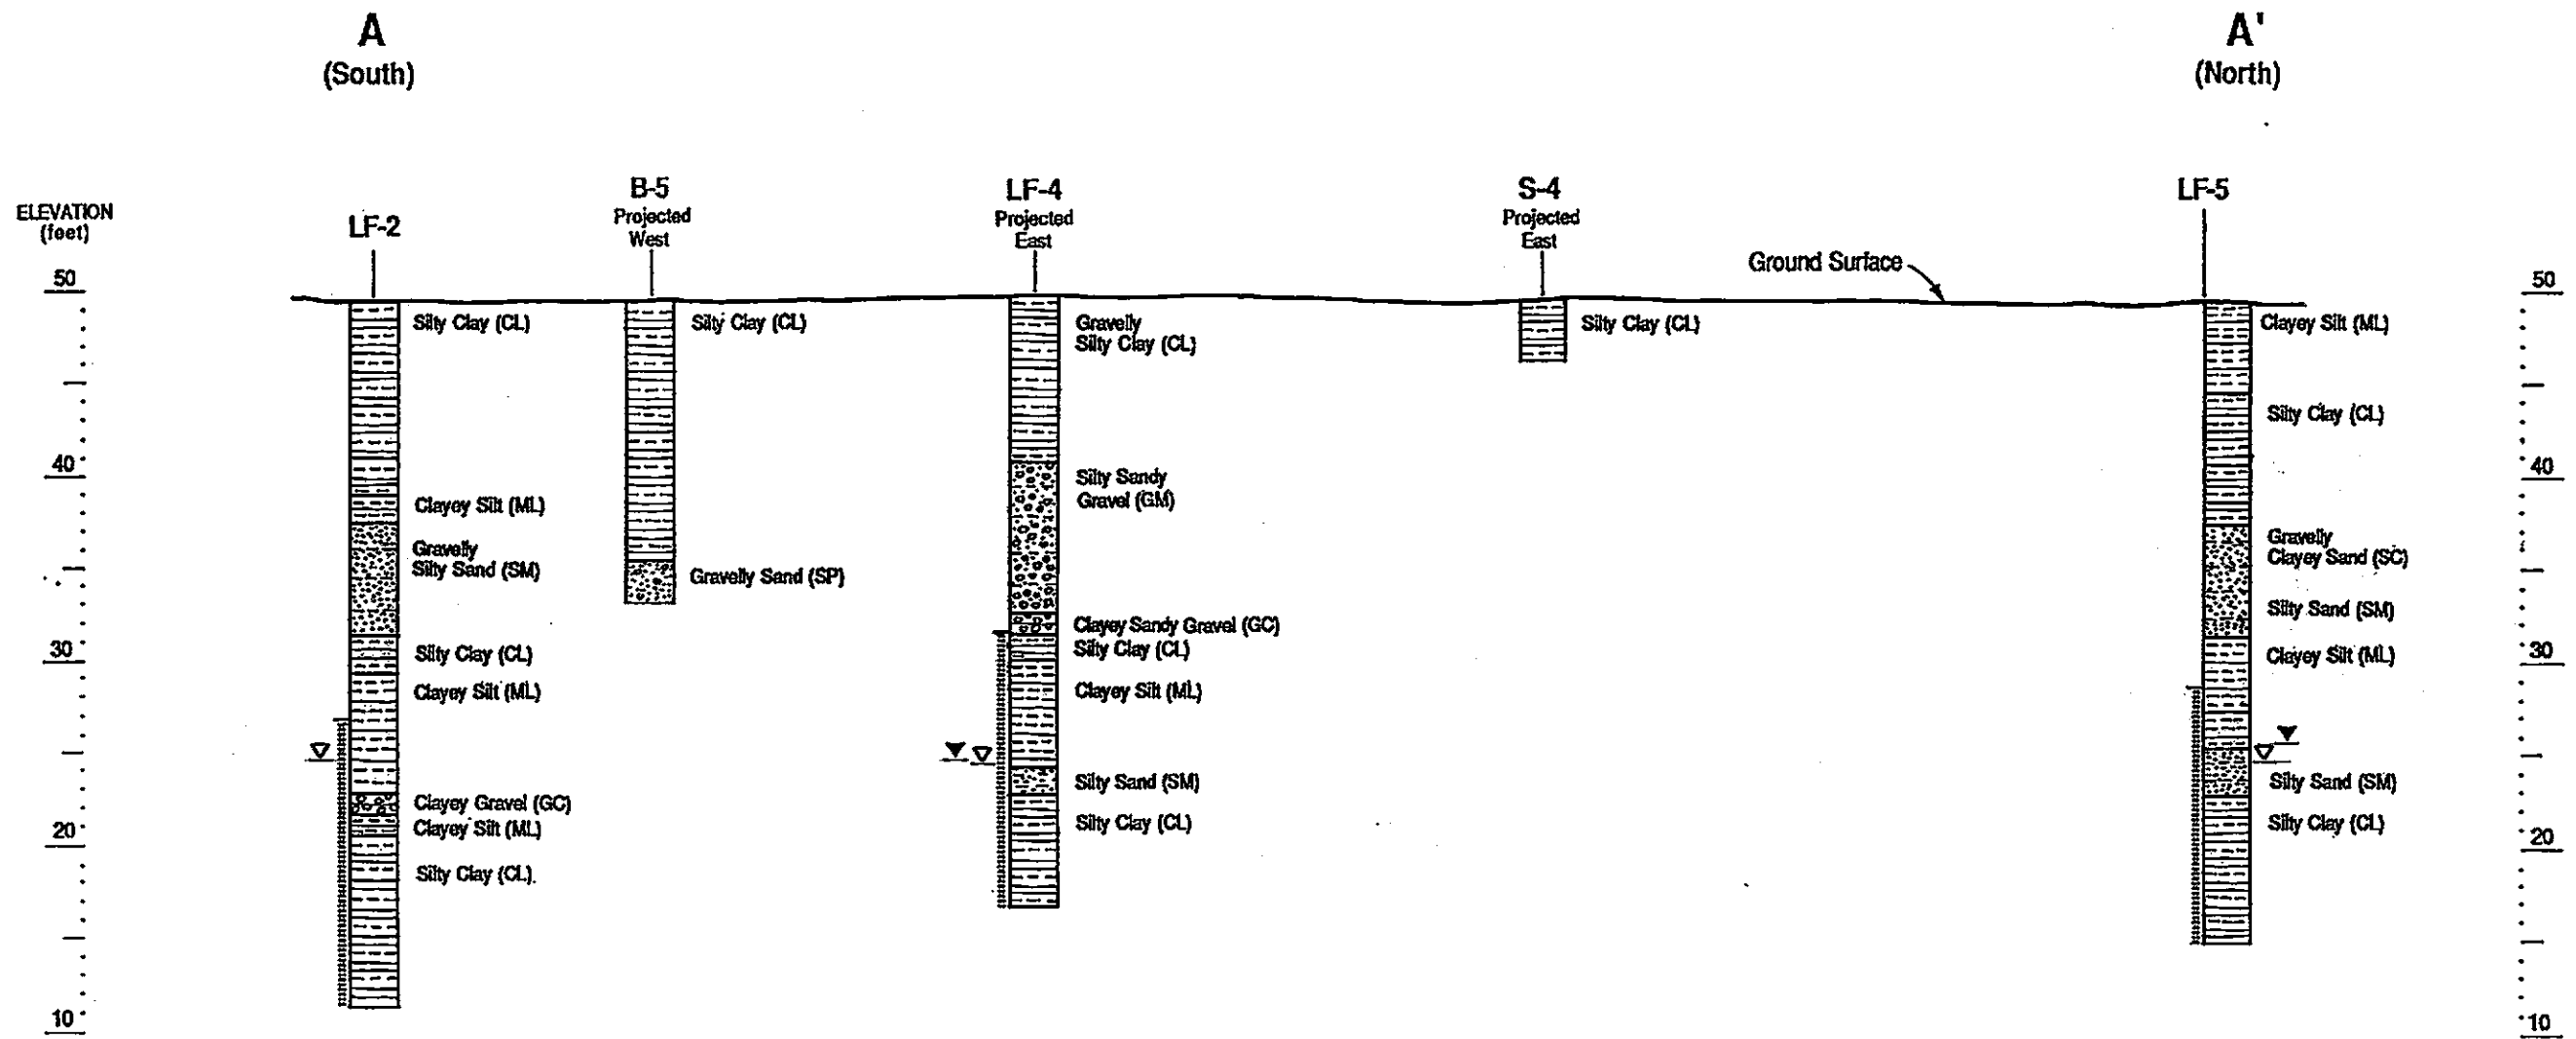 A
(South)
A'
(North)
ELEVATION
(feet)
LF-2
B-5
Projected
West
LF-4
Projected
East
S-4
Projected
East
LF-5
Ground Surface
50
40
30
20
10
Silty Clay (CL)
Clayey Silt (ML)
Gravelly
Silty Sand (SM)
Silty Clay (CL)
Clayey Silt (ML)
Clayey Gravel (GC)
Clayey Silt (ML)
Silty Clay (CL)
Silty Clay (CL)
Gravelly Sand (SP)
Gravelly
Silty Clay (CL)
Silty Sandy
Gravel (GM)
Clayey Sandy Gravel (GC)
Silty Clay (CL)
Clayey Silt (ML)
Silty Sand (SM)
Silty Clay (CL)
Silty Clay (CL)
Clayey Silt (ML)
Silty Clay (CL)
Gravelly
Clayey Sand (SC)
Silty Sand (SM)
Clayey Silt (ML)
Silty Sand (SM)
Silty Clay (CL)
50
40
30
20
10